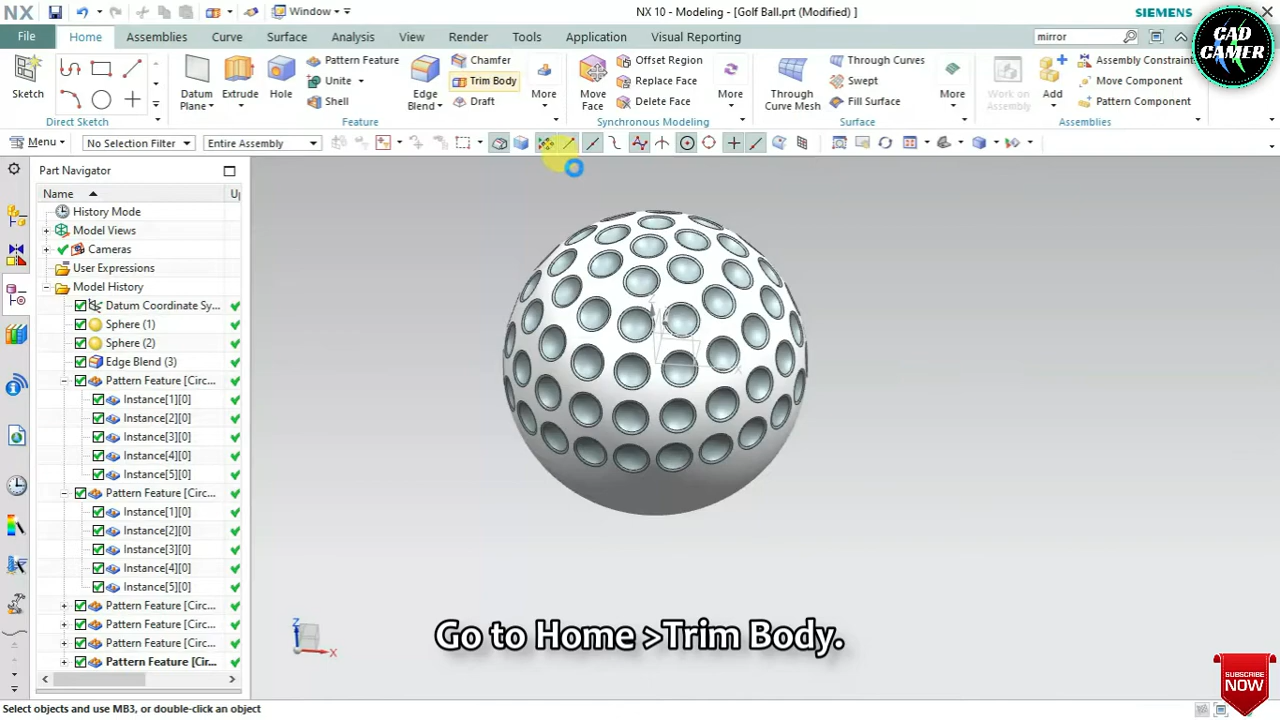 NX
Window
NX 10 - Modeling - [Golf Ball.prt (Modified) ]
SIEMENS
File
Home
Assemblies
Curve
Surface
Analysis
View
Render
Tools
Application
Visual Reporting
mirror
CAD
GAMER
Sketch
Direct Sketch
Datum
Plane
Extrude
Hole
Pattern Feature
Unite
Shell
Edge
Blend
Chamfer
Trim Body
Draft
More
Feature
Move
Face
Offset Region
Replace Face
Delete Face
More
Synchronous Modeling
Through
Curve Mesh
Through Curves
Swept
Fill Surface
More
Surface
Work on
Assembly
Add
Assembly Constraint
Move Component
Pattern Component
Assemblies
Menu
No Selection Filter
Entire Assembly
Part Navigator
Name
Up
History Mode
Model Views
Cameras
User Expressions
Model History
Datum Coordinate Sy...
Sphere (1)
Sphere (2)
Edge Blend (3)
Pattern Feature [Circ...
Instance[1][0]
Instance[2][0]
Instance[3][0]
Instance[4][0]
Instance[5][0]
Pattern Feature [Circ...
Instance[1][0]
Instance[2][0]
Instance[3][0]
Instance[4][0]
Instance[5][0]
Pattern Feature [Circ...
Pattern Feature [Circ...
Pattern Feature [Circ...
Pattern Feature [Cir...
Z
X
Go to Home >Trim Body.
SUBSCRIBE
NOW
Select objects and use MB3, or double-click an object